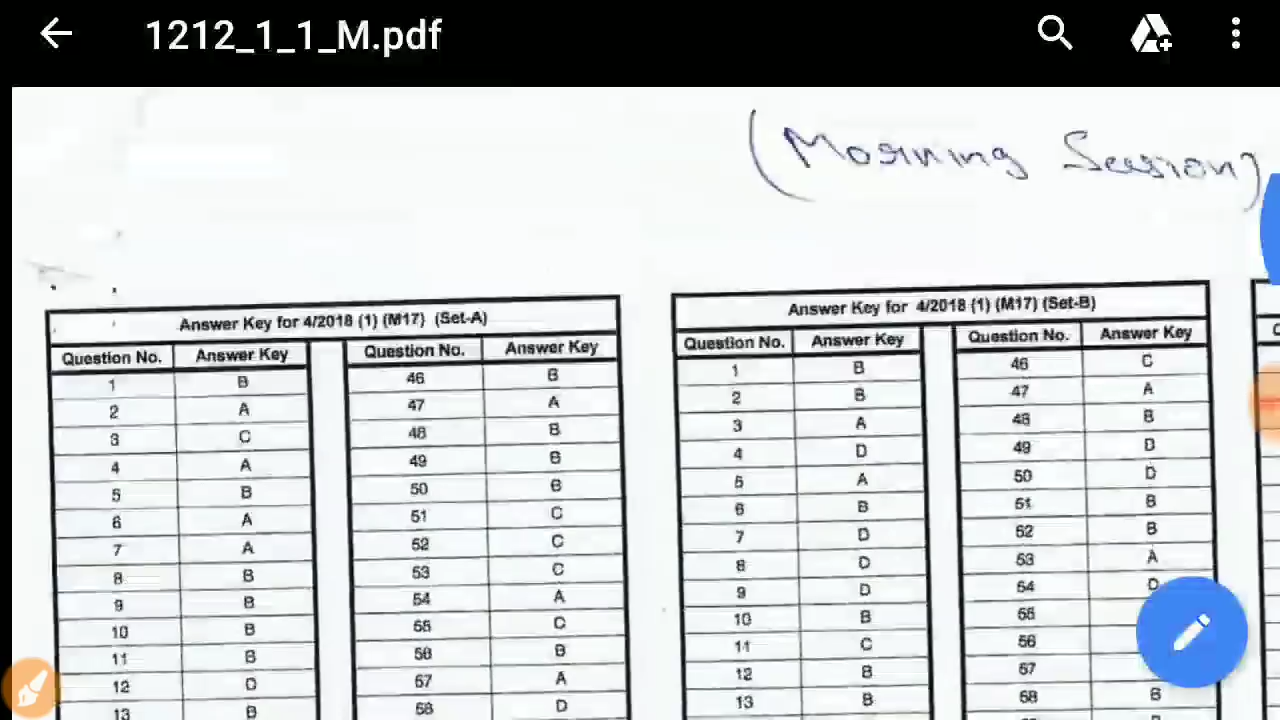 1212_1_1_M.pdf
(Morning Session)
Answer Key for 4/2018 (1) (M17) (Set-A)
Question No. Answer Key Question No. Answer Key
1 B 46 B
2 A 47 A
3 C 48 B
4 A 49 B
5 B 50 B
6 A 51 C
7 A 52 C
8 B 53 C
9 B 54 A
10 B 55 C
11 B 56 B
12 D 57 A
13 B 58 D
Answer Key for 4/2018 (1) (M17) (Set-B)
Question No. Answer Key Question No. Answer Key
1 B 46 C
2 B 47 A
3 A 48 B
4 D 49 D
5 A 50 D
6 B 51 B
7 D 52 B
8 D 53 A
9 D 54
10 B 55
11 C 56
12 B 57
13 B 58 B